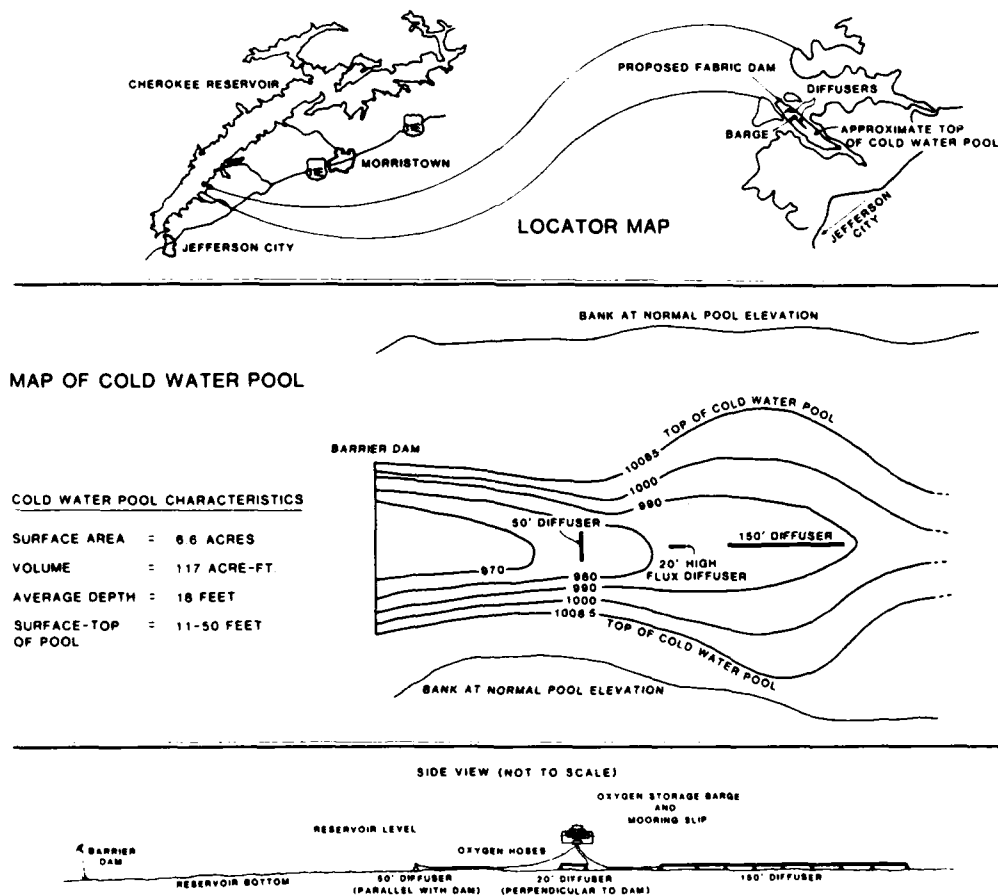 CHEROKEE RESERVOIR
MORRISTOWN
JEFFERSON CITY
PROPOSED FABRIC DAM
DIFFUSERS
BARGE
APPROXIMATE TOP
OF COLD WATER POOL
JEFFERSON
CITY
LOCATOR MAP
BANK AT NORMAL POOL ELEVATION
MAP OF COLD WATER POOL
BARRIER DAM
TOP OF COLD WATER POOL
1008.5
1000
990
50' DIFFUSER
150' DIFFUSER
20' HIGH
FLUX DIFFUSER
970
980
990
1000
1008.5
TOP OF COLD WATER POOL
BANK AT NORMAL POOL ELEVATION
COLD WATER POOL CHARACTERISTICS
SURFACE AREA = 6.6 ACRES
VOLUME = 117 ACRE-FT.
AVERAGE DEPTH = 18 FEET
SURFACE-TOP = 11-50 FEET
OF POOL
SIDE VIEW (NOT TO SCALE)
OXYGEN STORAGE BARGE
AND
MOORING SLIP
RESERVOIR LEVEL
BARRIER
DAM
OXYGEN HOSES
RESERVOIR BOTTOM
50' DIFFUSER
(PARALLEL WITH DAM)
20' DIFFUSER
(PERPENDICULAR TO DAM)
150' DIFFUSER